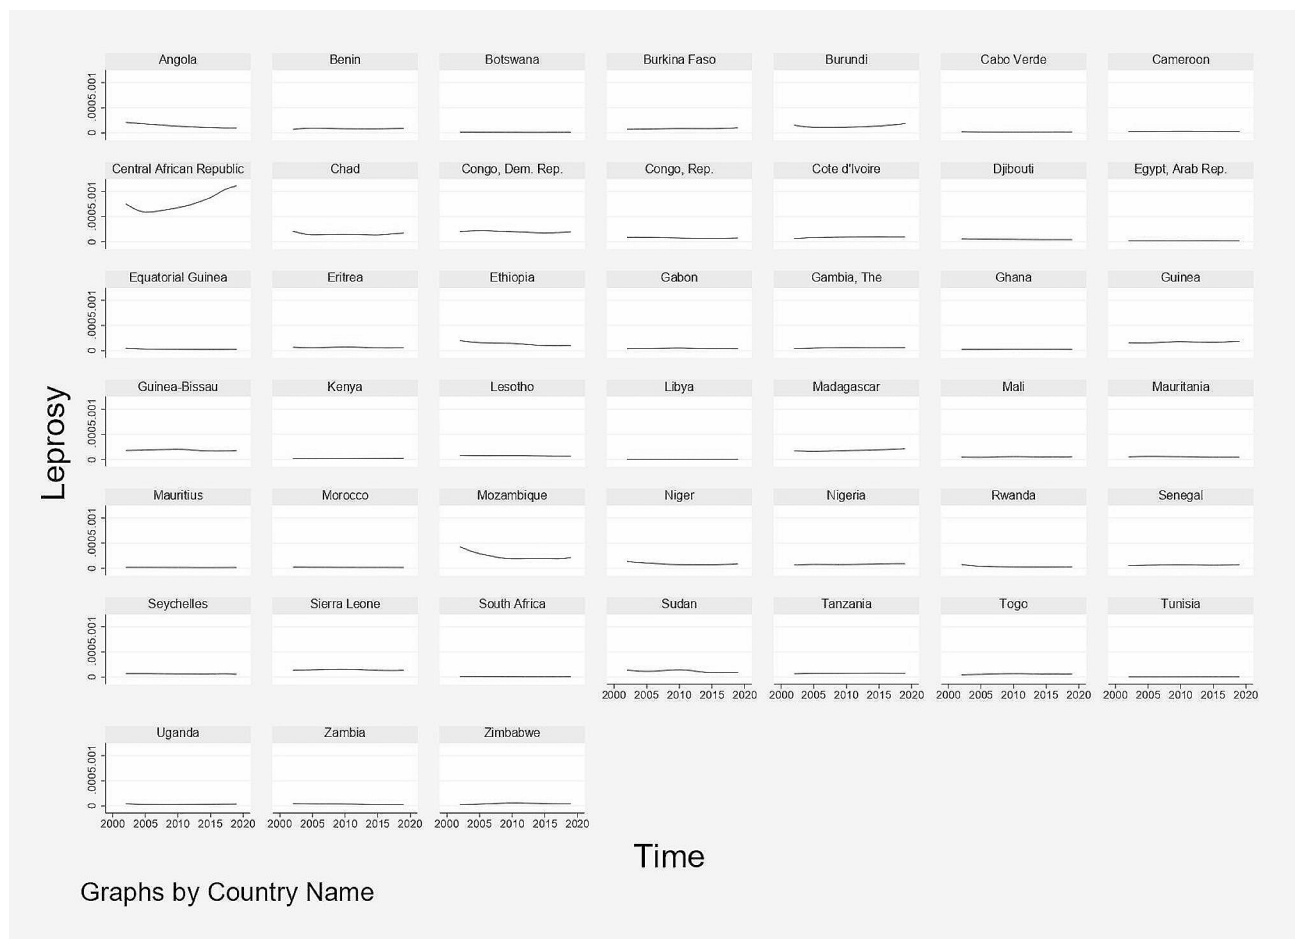 Angola Benin Botswana Burkina Faso Burundi Cabo Verde Cameroon
0 .0005 .001
Central African Republic Chad Congo, Dem. Rep. Congo, Rep. Cote d'Ivoire Djibouti Egypt, Arab Rep.
0 .0005 .001
Equatorial Guinea Eritrea Ethiopia Gabon Gambia, The Ghana Guinea
0 .0005 .001
Guinea-Bissau Kenya Lesotho Libya Madagascar Mali Mauritania
0 .0005 .001
Leprosy
Mauritius Morocco Mozambique Niger Nigeria Rwanda Senegal
0 .0005 .001
Seychelles Sierra Leone South Africa Sudan Tanzania Togo Tunisia
0 .0005 .001
2000 2005 2010 2015 2020 2000 2005 2010 2015 2020 2000 2005 2010 2015 2020 2000 2005 2010 2015 2020
Uganda Zambia Zimbabwe
0 .0005 .001
2000 2005 2010 2015 2020 2000 2005 2010 2015 2020 2000 2005 2010 2015 2020
Time
Graphs by Country Name